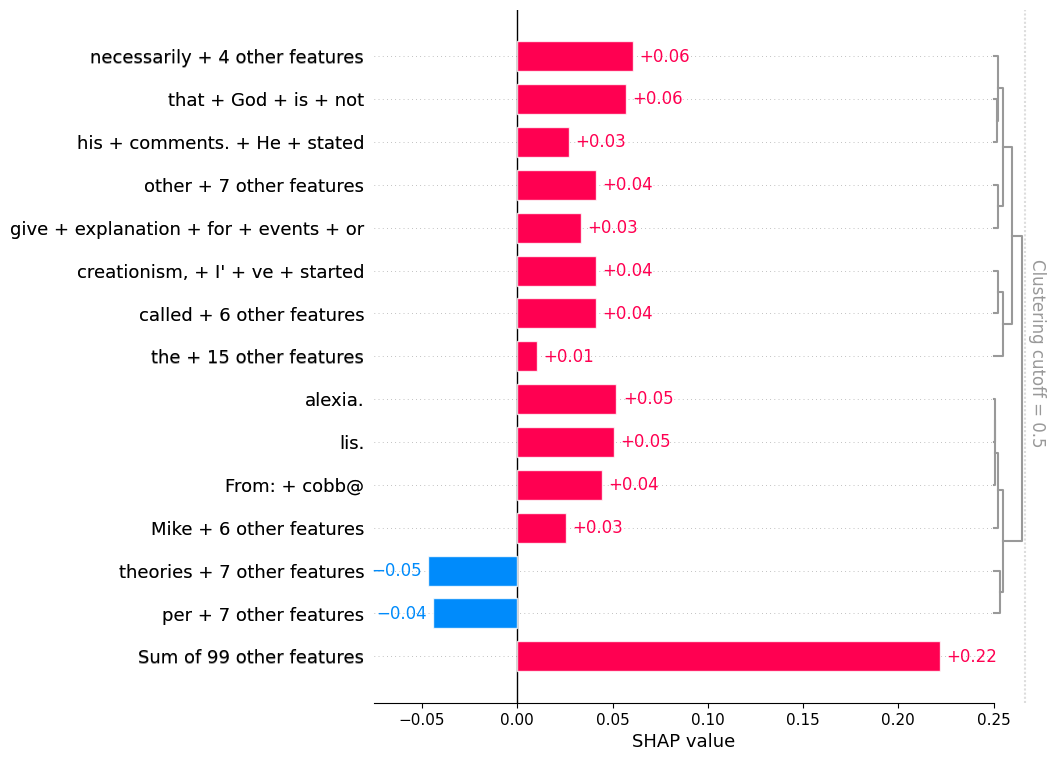 necessarily + 4 other features +0.06
that + God + is + not +0.06
his + comments. + He + stated +0.03
other + 7 other features +0.04
give + explanation + for + events + or +0.03
creationism, + I' + ve + started +0.04
called + 6 other features +0.04
the + 15 other features +0.01
alexia. +0.05
lis. +0.05
From: + cobb@ +0.04
Mike + 6 other features +0.03
theories + 7 other features −0.05
per + 7 other features −0.04
Sum of 99 other features +0.22
−0.05 0.00 0.05 0.10 0.15 0.20 0.25
SHAP value
Clustering cutoff = 0.5